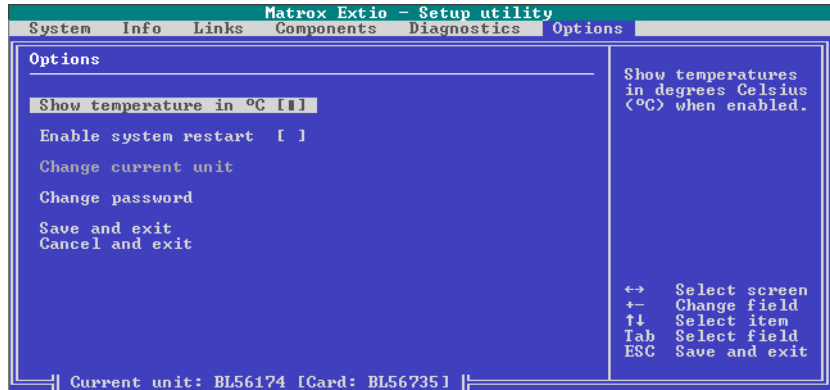 Matrox Extio - Setup utility
System Info Links Components Diagnostics Options
Options
Show temperature in ºC [▮]
Enable system restart [ ]
Change current unit
Change password
Save and exit
Cancel and exit
Show temperatures
in degrees Celsius
(ºC) when enabled.
←→ Select screen
+- Change field
↑↓ Select item
Tab Select field
ESC Save and exit
Current unit: BL56174 [Card: BL56735]